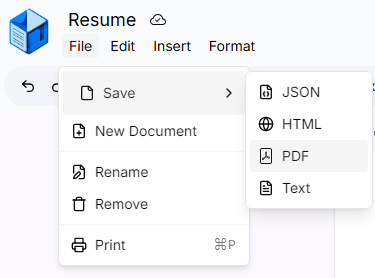 Resume
File Edit Insert Format
Save
JSON
New Document
HTML
PDF
Rename
Text
Remove
Print ⌘P